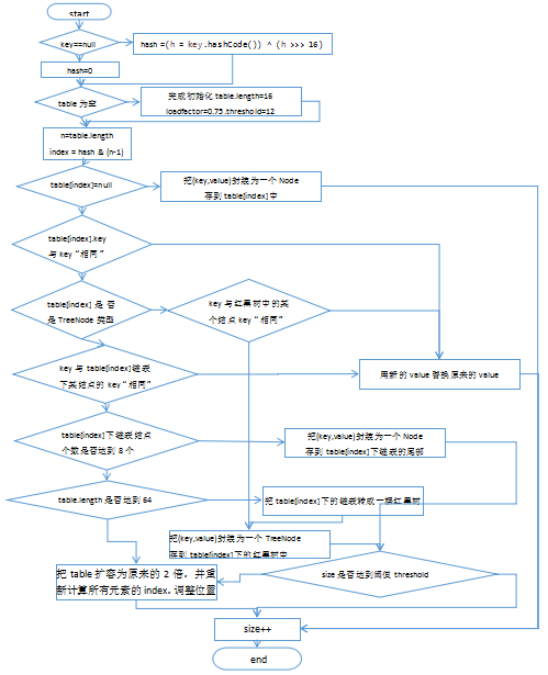 start
key==null
hash =(h = key.hashCode()) ^ (h >>> 16)
hash=0
table 为空
完成初始化 table.length=16
loadfactor=0.75.threshold=12
n=table.length
index = hash & (n-1)
table[index]=null
把(key,value)封装为一个 Node
存到 table[index]中
table[index].key
与 key“相同”
table[index] 是 否
是 TreeNode 类型
key 与红黑树中的某
个结点 key“相同”
key 与 table[index]链表
下某结点的 key“相同”
用新的 value 替换原来的 value
table[index]下链表结点
个数是否达到 8 个
把(key,value)封装为一个 Node
存到 table[index]下链表的尾部
table.length 是否达到 64
把 table[index]下的链表转成一棵红黑树
把(key,value)封装为一个 TreeNode
存到 table[index]下的红黑树中
把 table 扩容为原来的 2 倍，并重
新计算所有元素的 index，调整位置
size 是否达到阈值 threshold
size++
end